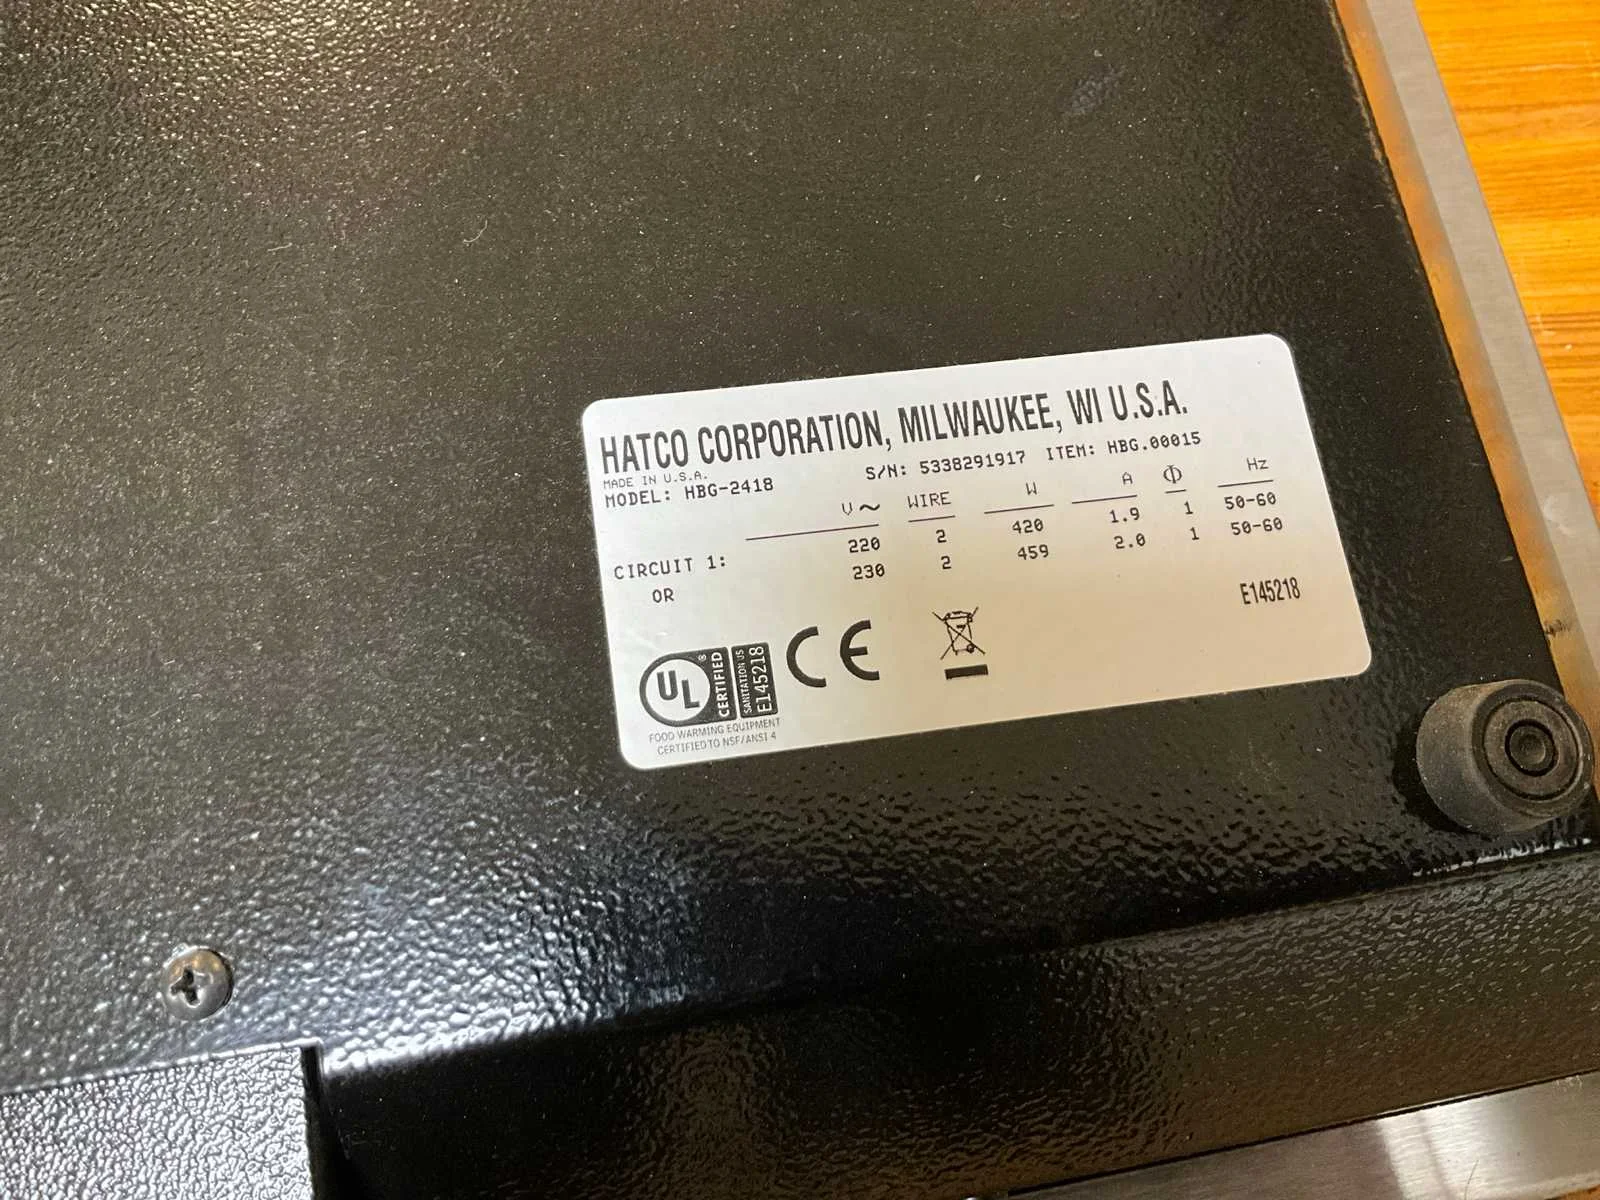 HATCO CORPORATION, MILWAUKEE, WI U.S.A.
MADE IN U.S.A.
MODEL: HBG-2418 S/N: 5338291917 ITEM: HBG.00015
V~ WIRE W A Φ Hz
CIRCUIT 1: 220 2 420 1.9 1 50-60
OR 230 2 459 2.0 1 50-60
E145218
UL ® CERTIFIED SANITATION US E145218 CE
FOOD WARMING EQUIPMENT
CERTIFIED TO NSF/ANSI 4